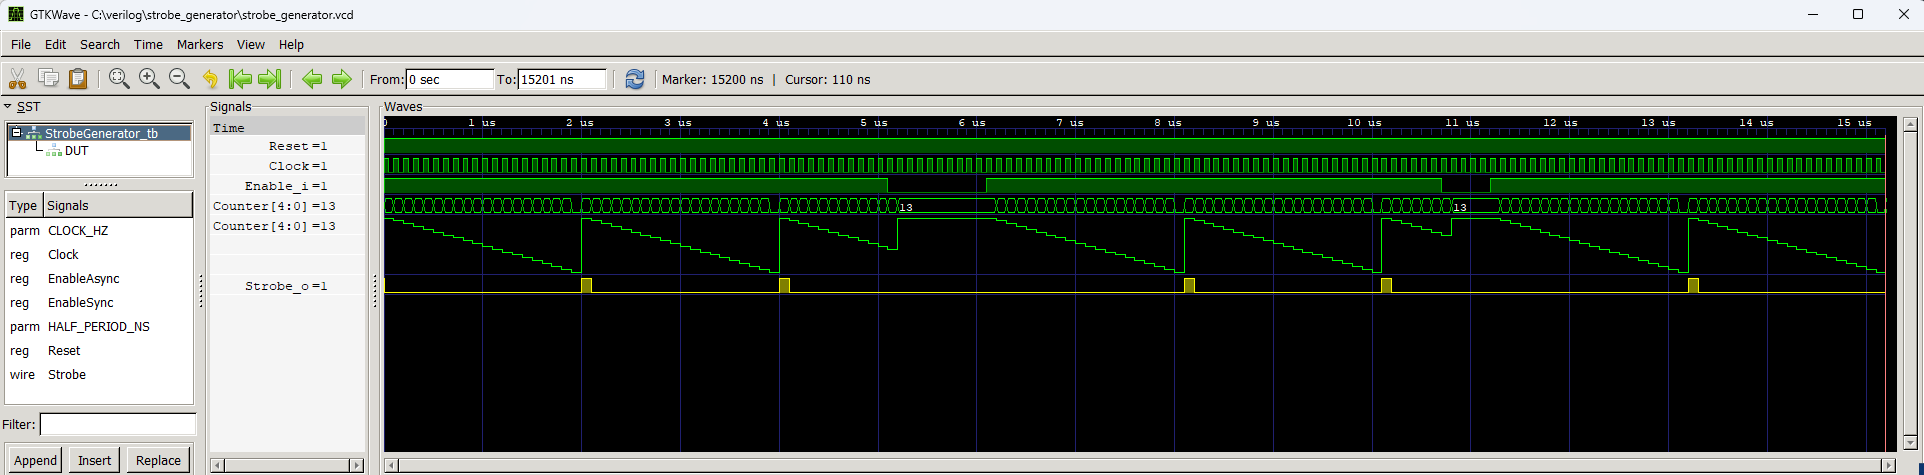 GTKWave - C:\verilog\strobe_generator\strobe_generator.vcd
File Edit Search Time Markers View Help
From: 0 sec To: 15201 ns Marker: 15200 ns | Cursor: 110 ns
SST
StrobeGenerator_tb
DUT
Type Signals
parm CLOCK_HZ
reg Clock
reg EnableAsync
reg EnableSync
parm HALF_PERIOD_NS
reg Reset
wire Strobe
Filter:
Append Insert Replace
Signals
Time
Reset =1
Clock =1
Enable_i =1
Counter[4:0] =13
Counter[4:0] =13
Strobe_o =1
Waves
0 1 us 2 us 3 us 4 us 5 us 6 us 7 us 8 us 9 us 10 us 11 us 12 us 13 us 14 us 15 us
13 13